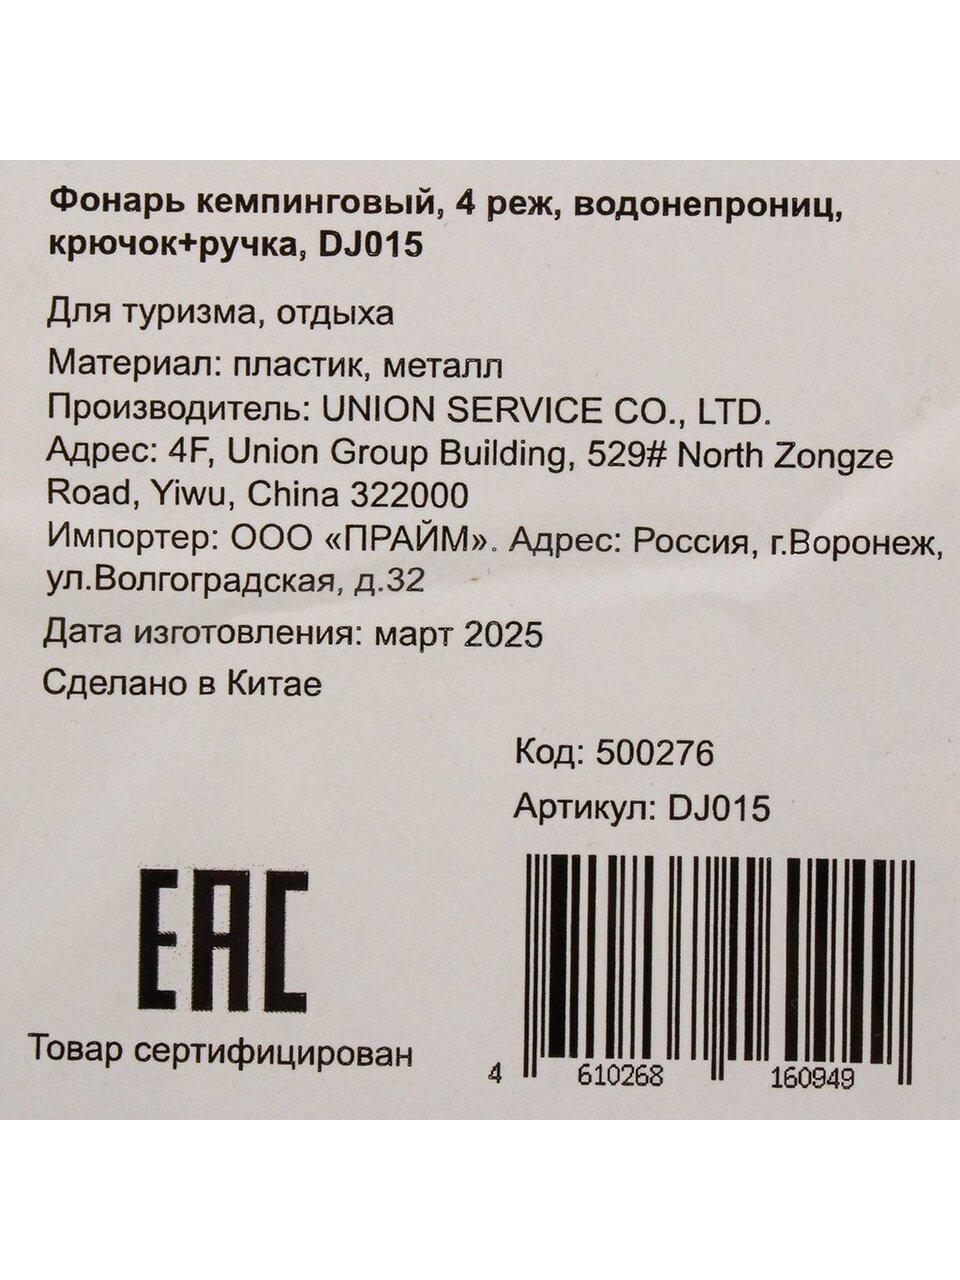 Фонарь кемпинговый, 4 реж, водонепрониц,
крючок+ручка, DJ015
Для туризма, отдыха
Материал: пластик, металл
Производитель: UNION SERVICE CO., LTD.
Адрес: 4F, Union Group Building, 529# North Zongze
Road, Yiwu, China 322000
Импортер: ООО «ПРАЙМ». Адрес: Россия, г.Воронеж,
ул.Волгоградская, д.32
Дата изготовления: март 2025
Сделано в Китае
Код: 500276
Артикул: DJ015
EAC
Товар сертифицирован
4 610268 160949